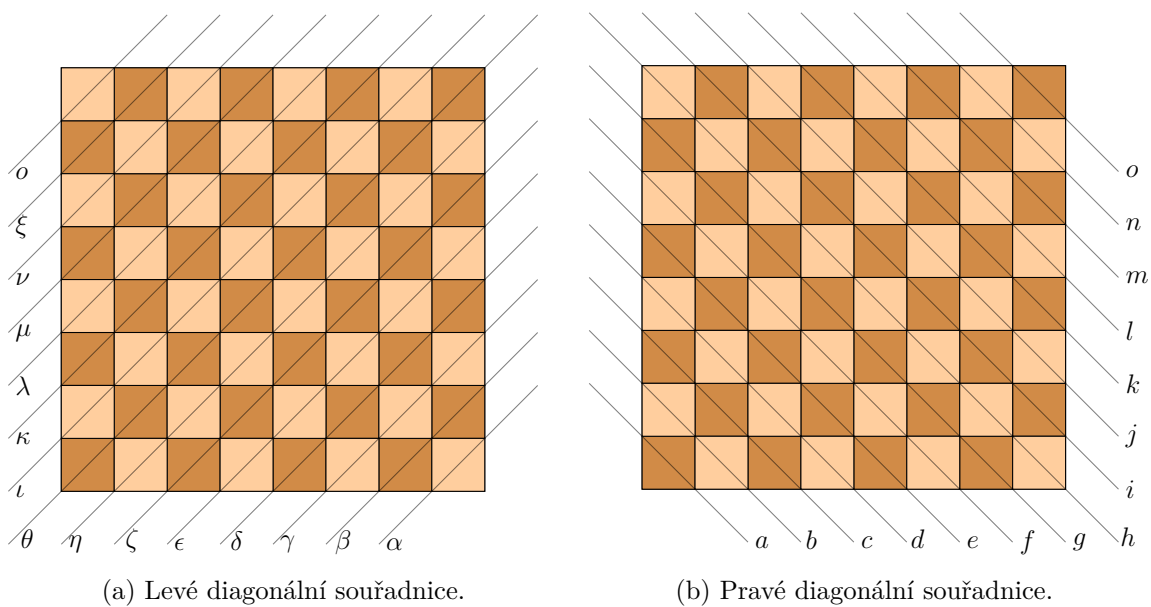 ο
ξ
ν
μ
λ
κ
ι
θ η ζ ϵ δ γ β α
(a) Levé diagonální souřadnice.
o
n
m
l
k
j
i
a b c d e f g h
(b) Pravé diagonální souřadnice.